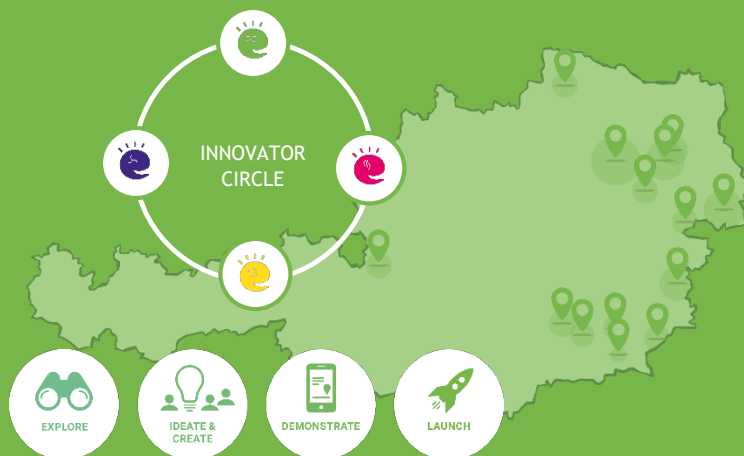 INNOVATOR
CIRCLE
EXPLORE
IDEATE &
CREATE
DEMONSTRATE
LAUNCH